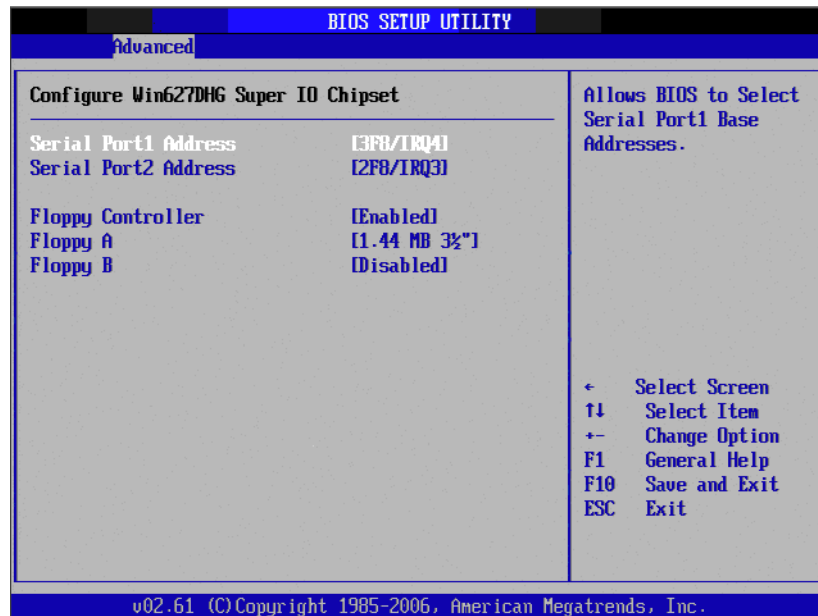 BIOS SETUP UTILITY
Advanced
Configure Win627DHG Super IO Chipset
Serial Port1 Address [3F8/IRQ4]
Serial Port2 Address [2F8/IRQ3]
Floppy Controller [Enabled]
Floppy A [1.44 MB 3½"]
Floppy B [Disabled]
Allows BIOS to Select
Serial Port1 Base
Addresses.
← Select Screen
↑↓ Select Item
+- Change Option
F1 General Help
F10 Save and Exit
ESC Exit
v02.61 (C)Copyright 1985-2006, American Megatrends, Inc.